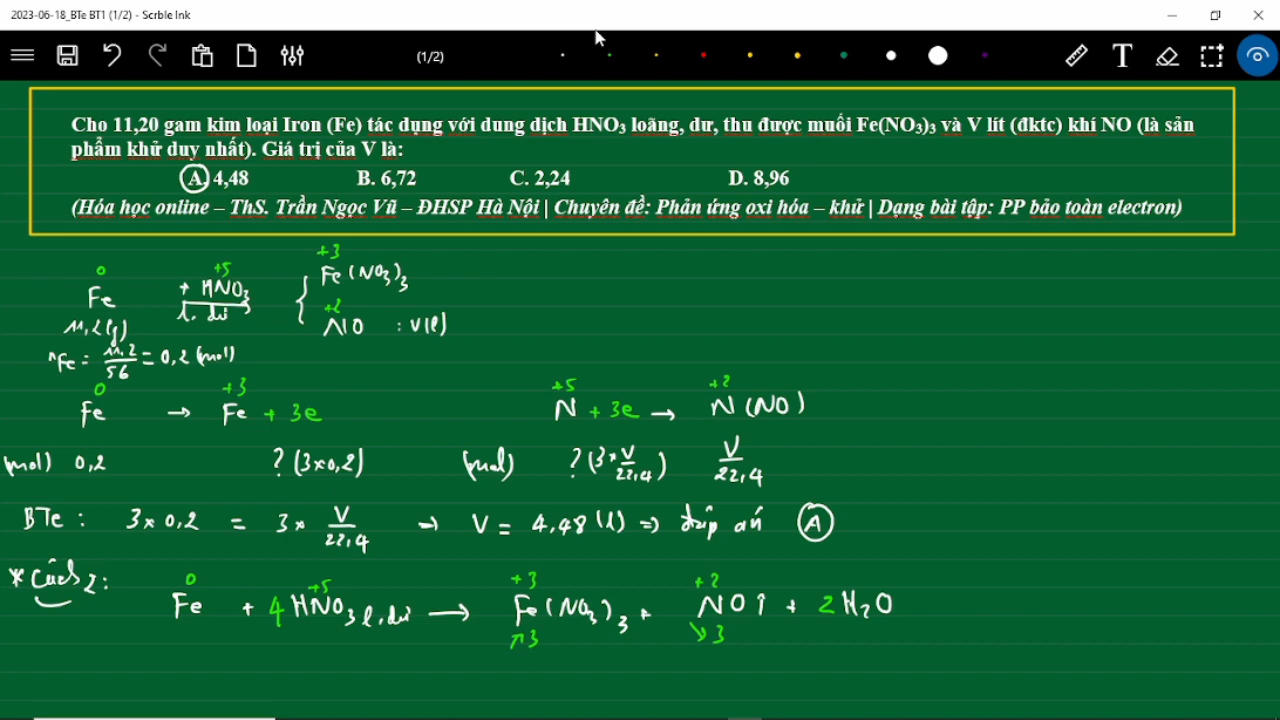 2023-06-18_BTe BT1 (1/2) - Scrble Ink
(1/2)
T
Cho 11,20 gam kim loại Iron (Fe) tác dụng với dung dịch HNO₃ loãng, dư, thu được muối Fe(NO₃)₃ và V lít (đktc) khí NO (là sản
phẩm khử duy nhất). Giá trị của V là:
A. 4,48 B. 6,72 C. 2,24 D. 8,96
(Hóa học online – ThS. Trần Ngọc Vũ – ĐHSP Hà Nội | Chuyên đề: Phản ứng oxi hóa – khử | Dạng bài tập: PP bảo toàn electron)
0 +5 +3
Fe + HNO₃ l. dư { Fe(NO₃)₃
11,2(g) +2 NO : V(l)
nFe = 11,2/56 = 0,2 (mol)
0 +3 +5 +2
Fe → Fe + 3e N + 3e → N (NO)
(mol) 0,2 ? (3×0,2) (mol) ? (3×V/22,4) V/22,4
BTe : 3×0,2 = 3× V/22,4 → V = 4,48 (l) => đáp án (A)
* Cách 2:
0 +5 +3 +2
Fe + 4HNO₃ l, dư → Fe(NO₃)₃ + NO↑ + 2H₂O
↗3 ↘3